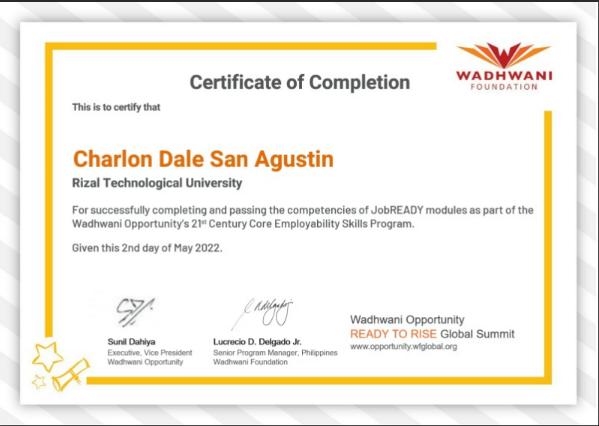 WADHWANI
FOUNDATION
Certificate of Completion
This is to certify that
Charlon Dale San Agustin
Rizal Technological University
For successfully completing and passing the competencies of JobREADY modules as part of the
Wadhwani Opportunity's 21st Century Core Employability Skills Program.
Given this 2nd day of May 2022.
Sunil Dahiya
Executive, Vice President
Wadhwani Opportunity
Lucrecio D. Delgado Jr.
Senior Program Manager, Philippines
Wadhwani Foundation
Wadhwani Opportunity
READY TO RISE Global Summit
www.opportunity.wfglobal.org